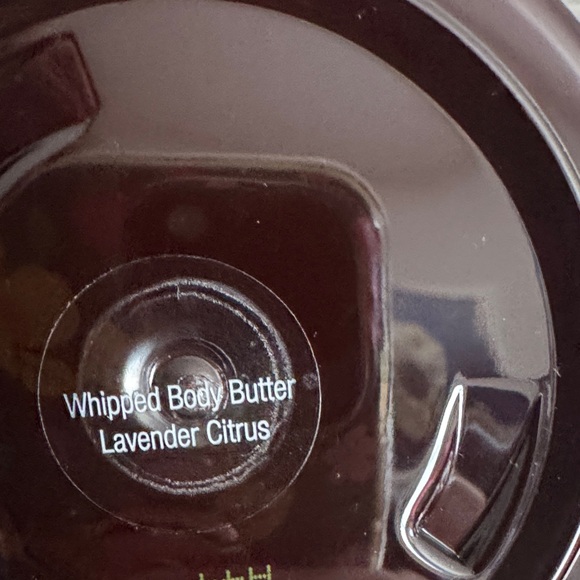 Whipped Body Butter
Lavender Citrus